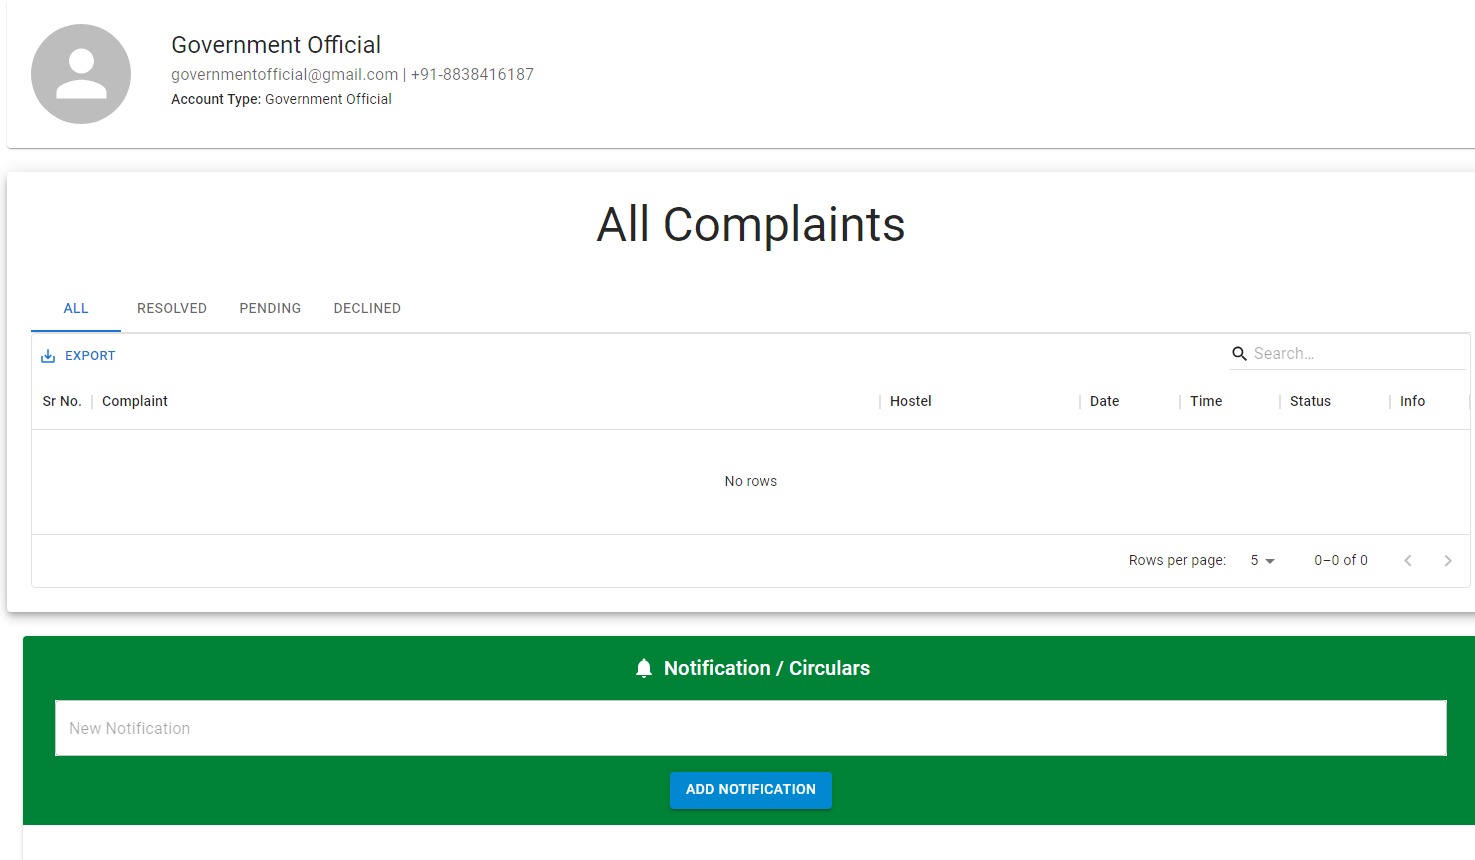 Government Official
governmentofficial@gmail.com | +91-8838416187
Account Type: Government Official
All Complaints
ALL RESOLVED PENDING DECLINED
EXPORT Search…
Sr No. Complaint Hostel Date Time Status Info
No rows
Rows per page: 5 0–0 of 0
Notification / Circulars
New Notification
ADD NOTIFICATION